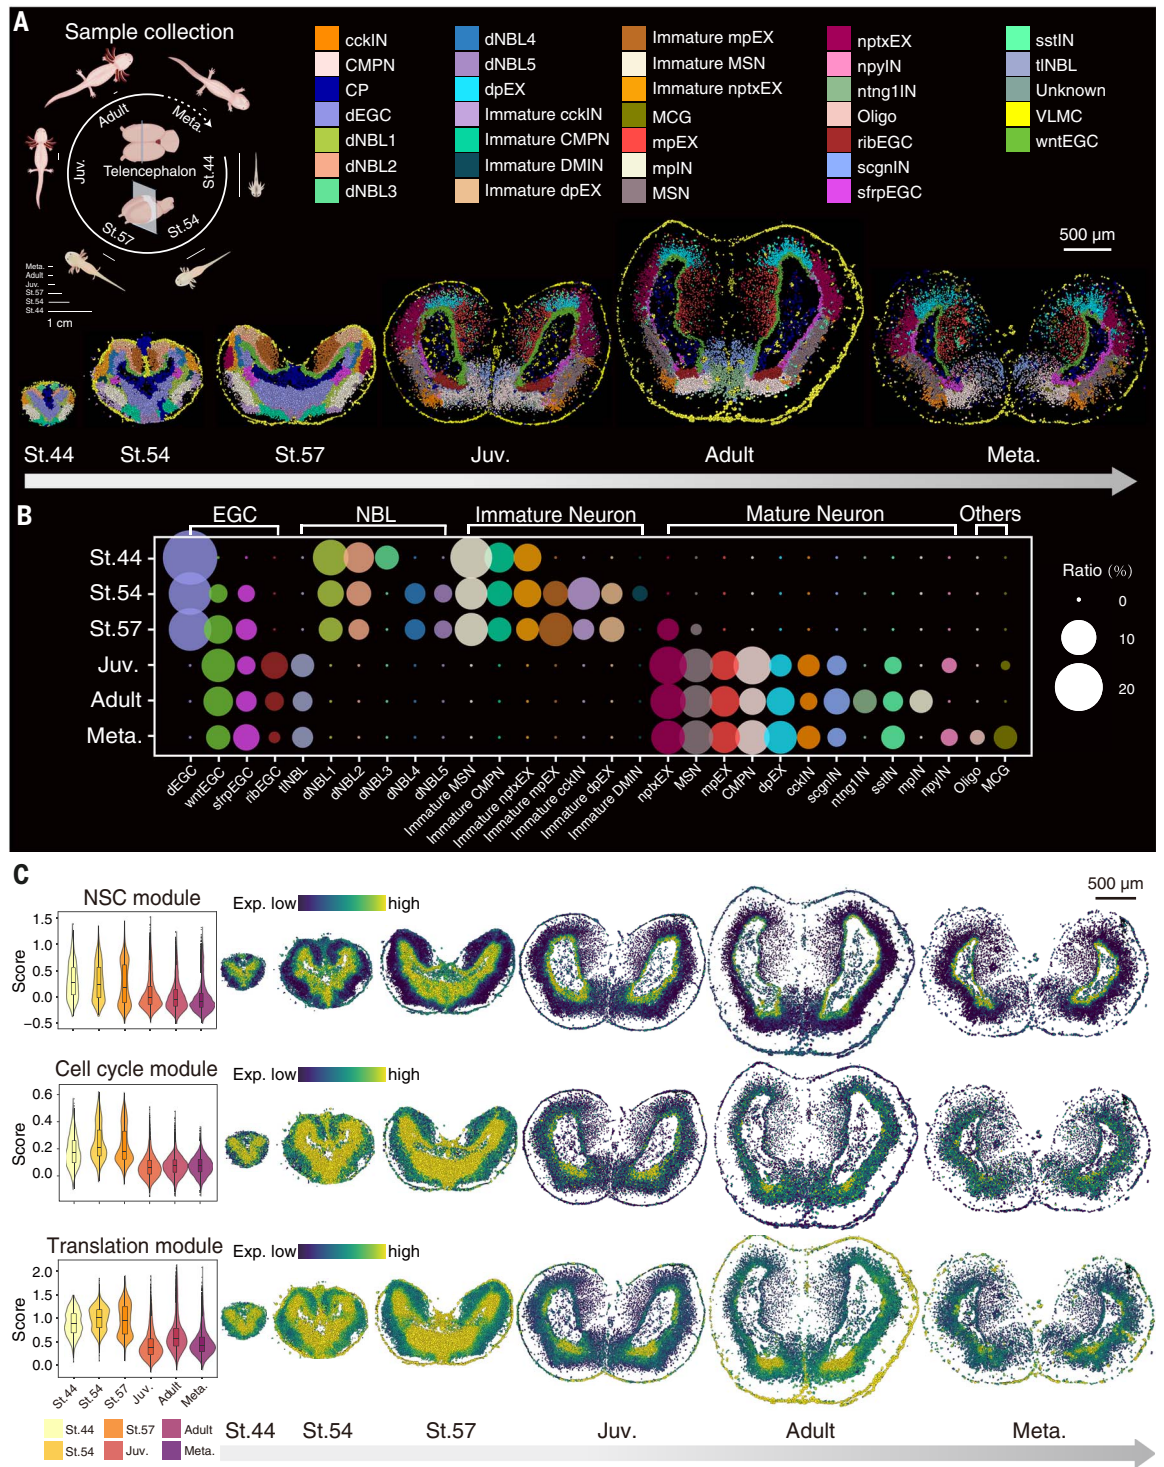 A
Sample collection
Adult
Meta.
Juv.
Telencephalon
St.44
St.57
St.54
Meta.
Adult
Juv.
St.57
St.54
St.44
1 cm
cckIN
CMPN
CP
dEGC
dNBL1
dNBL2
dNBL3
dNBL4
dNBL5
dpEX
Immature cckIN
Immature CMPN
Immature DMIN
Immature dpEX
Immature mpEX
Immature MSN
Immature nptxEX
MCG
mpEX
mpIN
MSN
nptxEX
npyIN
ntng1IN
Oligo
ribEGC
scgnIN
sfrpEGC
sstIN
tlNBL
Unknown
VLMC
wntEGC
500 μm
St.44 St.54 St.57 Juv. Adult Meta.
B
EGC NBL Immature Neuron Mature Neuron Others
St.44
St.54
St.57
Juv.
Adult
Meta.
Ratio (%)
0
10
20
dEGC
wntEGC
sfrpEGC
ribEGC
tlNBL
dNBL1
dNBL2
dNBL3
dNBL4
dNBL5
Immature MSN
Immature CMPN
Immature nptxEX
Immature mpEX
Immature cckIN
Immature dpEX
Immature DMIN
nptxEX
MSN
mpEX
CMPN
dpEX
cckIN
scgnIN
ntng1IN
sstIN
mpIN
npyIN
Oligo
MCG
C
NSC module
Score
1.5
1.0
0.5
0.0
−0.5
Exp. low high
500 μm
Cell cycle module
Score
0.6
0.4
0.2
0.0
Exp. low high
Translation module
Score
2.0
1.5
1.0
0.5
0.0
Exp. low high
St.44
St.54
St.57
Juv.
Adult
Meta.
St.44 St.57 Adult
St.54 Juv. Meta.
St.44 St.54 St.57 Juv. Adult Meta.